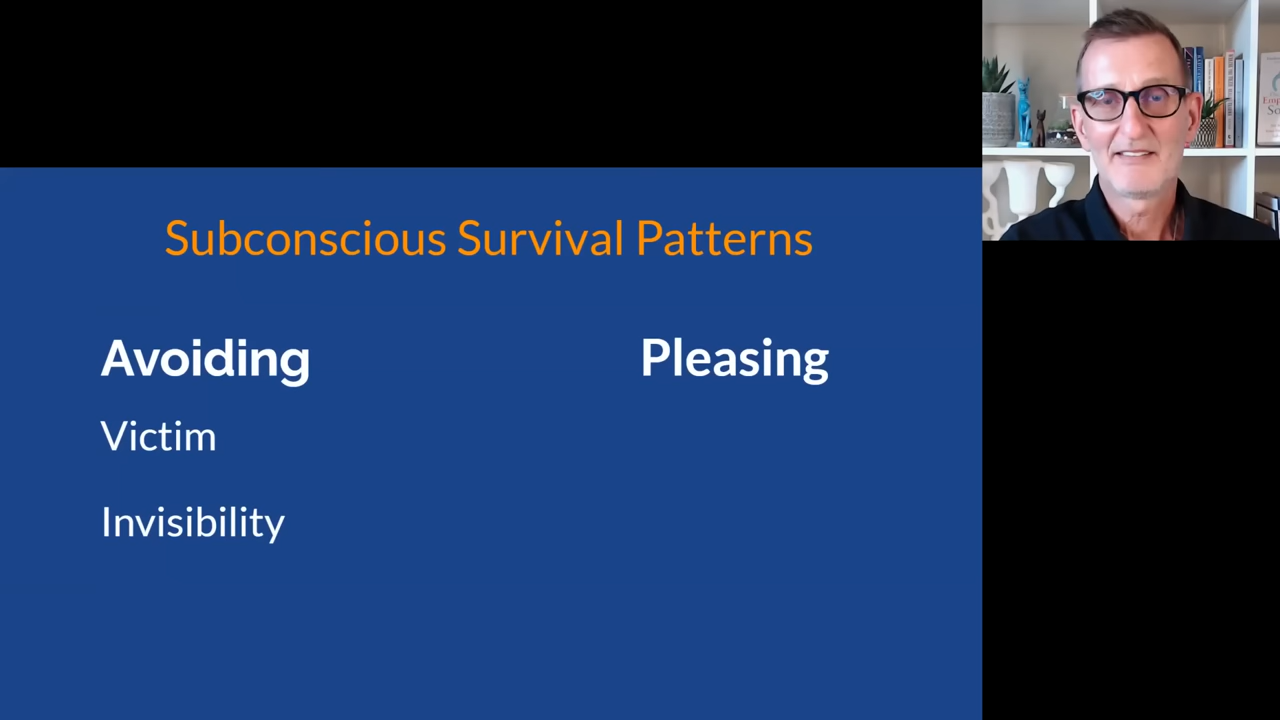 Subconscious Survival Patterns
Avoiding
Pleasing
Victim
Invisibility